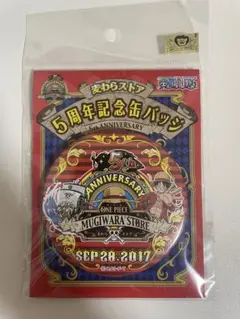 麦わらストア
ONE PIECE
5周年記念缶バッジ
5th ANNIVERSARY
5th
ANNIVERSARY
ONE PIECE
MUGIWARA STORE
SEP.28.2017